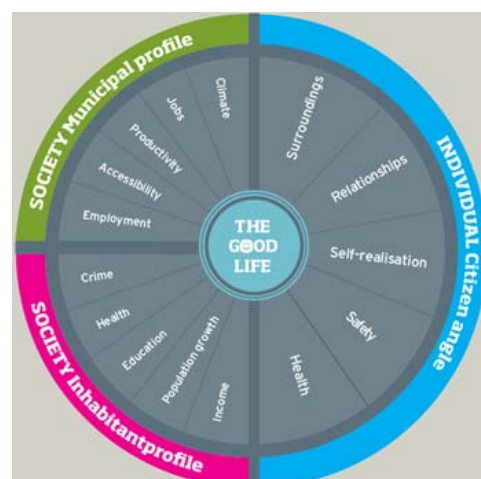 SOCIETY Municipal profile
Climate
Jobs
Productivity
Accessibility
Employment
INDIVIDUAL Citizen angle
Surroundings
Relationships
Self-realisation
Safety
Health
THE
GOOD
LIFE
SOCIETY Inhabitantprofile
Crime
Health
Education
Population growth
Income